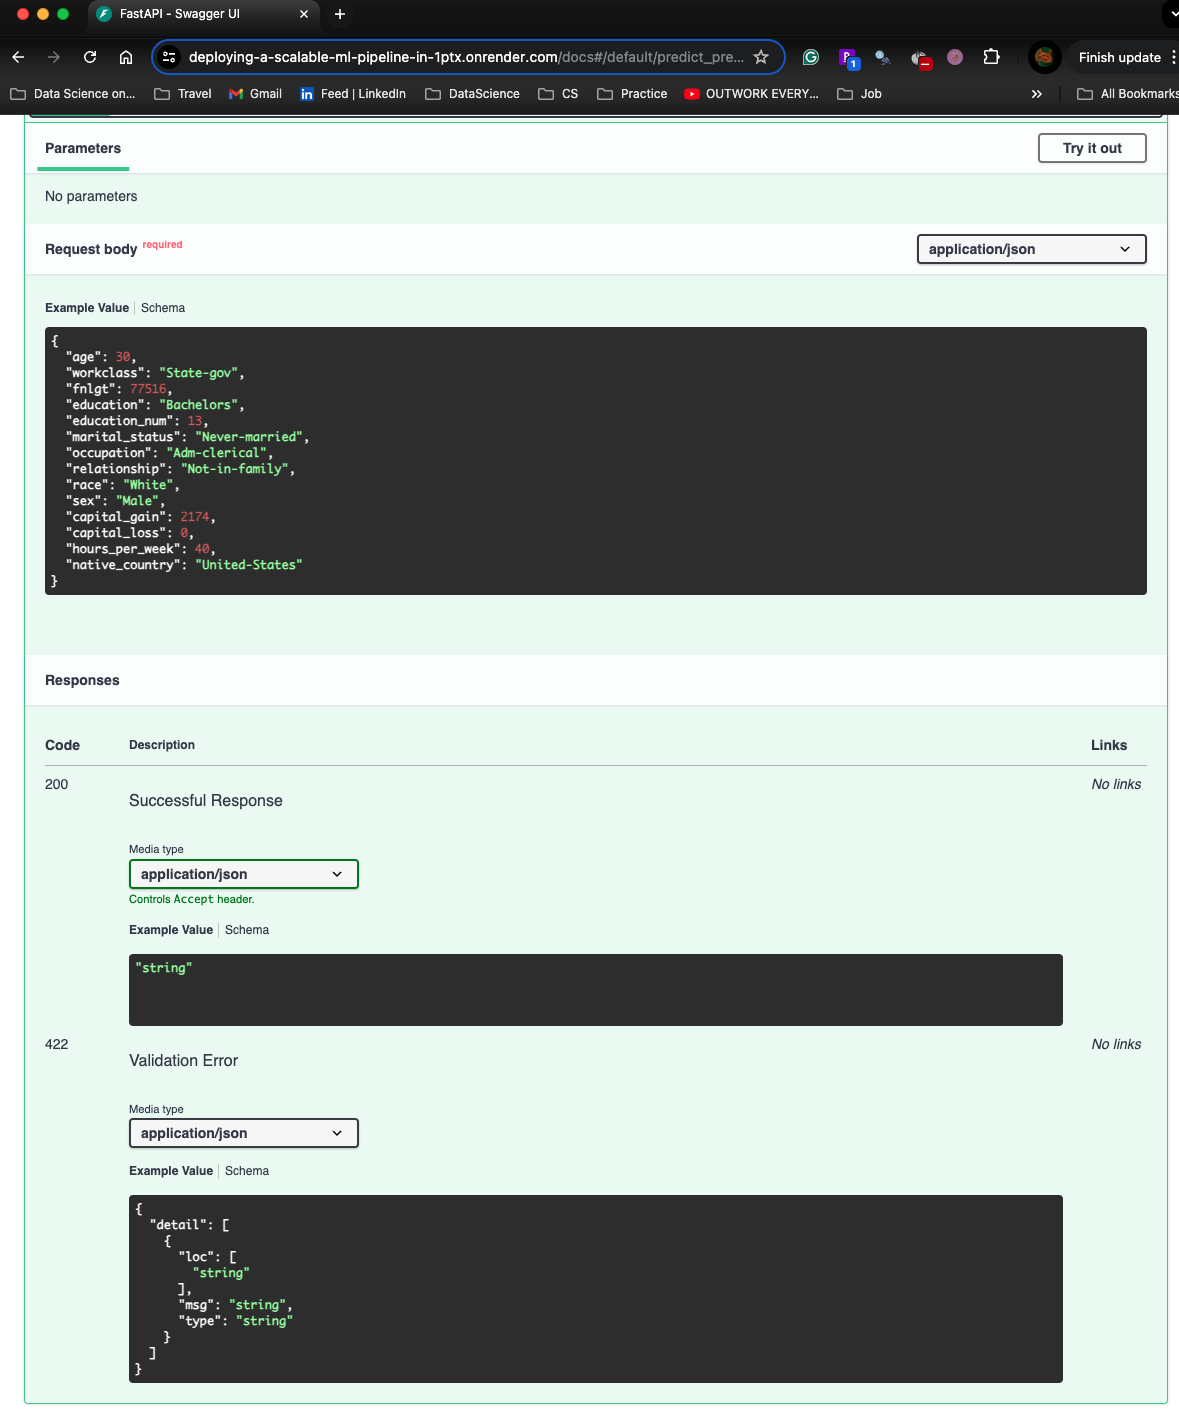 FastAPI - Swagger UI
deploying-a-scalable-ml-pipeline-in-1ptx.onrender.com/docs#/default/predict_pre...
1
Finish update
Data Science on...
Travel
Gmail
in Feed | LinkedIn
DataScience
CS
Practice
OUTWORK EVERY...
Job
All Bookmarks
Parameters
Try it out
No parameters
Request body required
application/json
Example Value | Schema
{
"age": 30,
"workclass": "State-gov",
"fnlgt": 77516,
"education": "Bachelors",
"education_num": 13,
"marital_status": "Never-married",
"occupation": "Adm-clerical",
"relationship": "Not-in-family",
"race": "White",
"sex": "Male",
"capital_gain": 2174,
"capital_loss": 0,
"hours_per_week": 40,
"native_country": "United-States"
}
Responses
Code Description Links
200 No links
Successful Response
Media type
application/json
Controls Accept header.
Example Value | Schema
"string"
422 No links
Validation Error
Media type
application/json
Example Value | Schema
{
"detail": [
{
"loc": [
"string"
],
"msg": "string",
"type": "string"
}
]
}